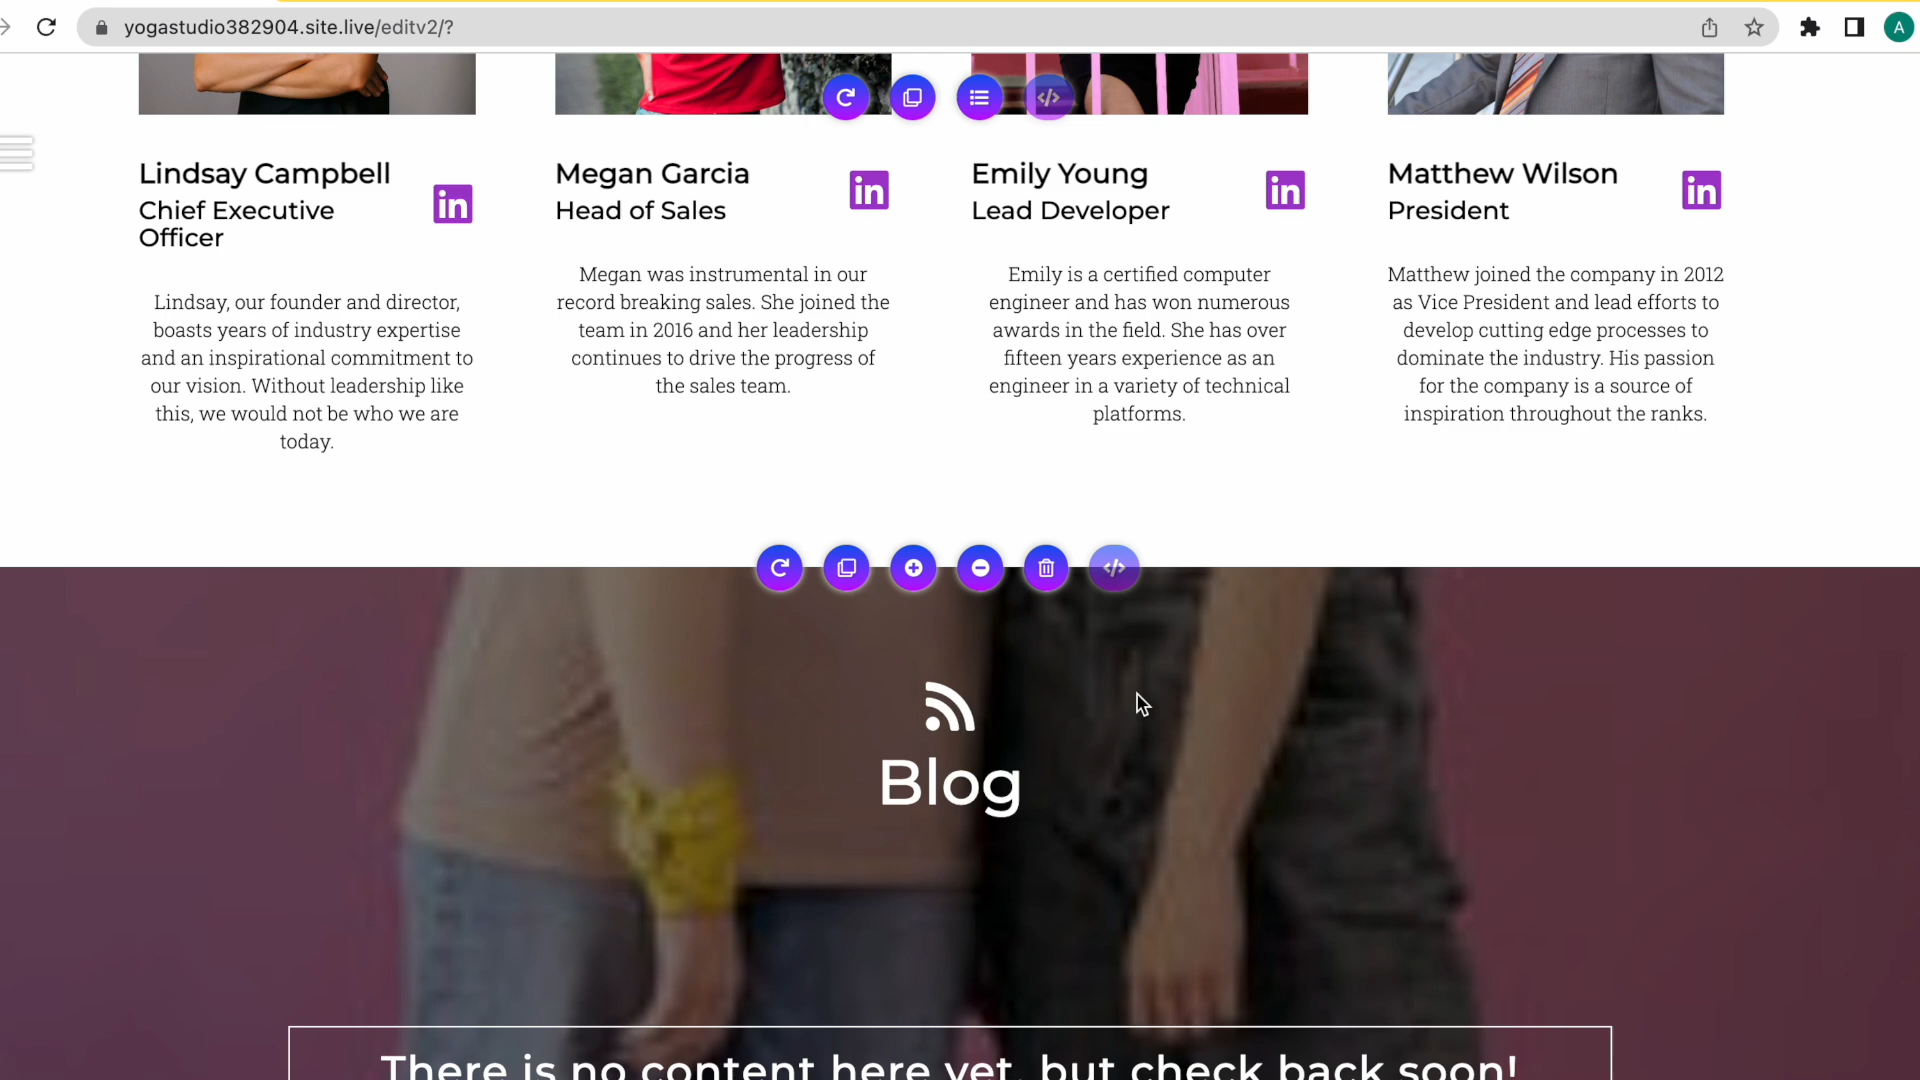 yogastudio382904.site.live/editv2/?
A
Lindsay Campbell
Chief Executive
Officer
in
Lindsay, our founder and director,
boasts years of industry expertise
and an inspirational commitment to
our vision. Without leadership like
this, we would not be who we are
today.
Megan Garcia
Head of Sales
in
Megan was instrumental in our
record breaking sales. She joined the
team in 2016 and her leadership
continues to drive the progress of
the sales team.
Emily Young
Lead Developer
in
Emily is a certified computer
engineer and has won numerous
awards in the field. She has over
fifteen years experience as an
engineer in a variety of technical
platforms.
Matthew Wilson
President
in
Matthew joined the company in 2012
as Vice President and lead efforts to
develop cutting edge processes to
dominate the industry. His passion
for the company is a source of
inspiration throughout the ranks.
Blog
There is no content here yet, but check back soon!